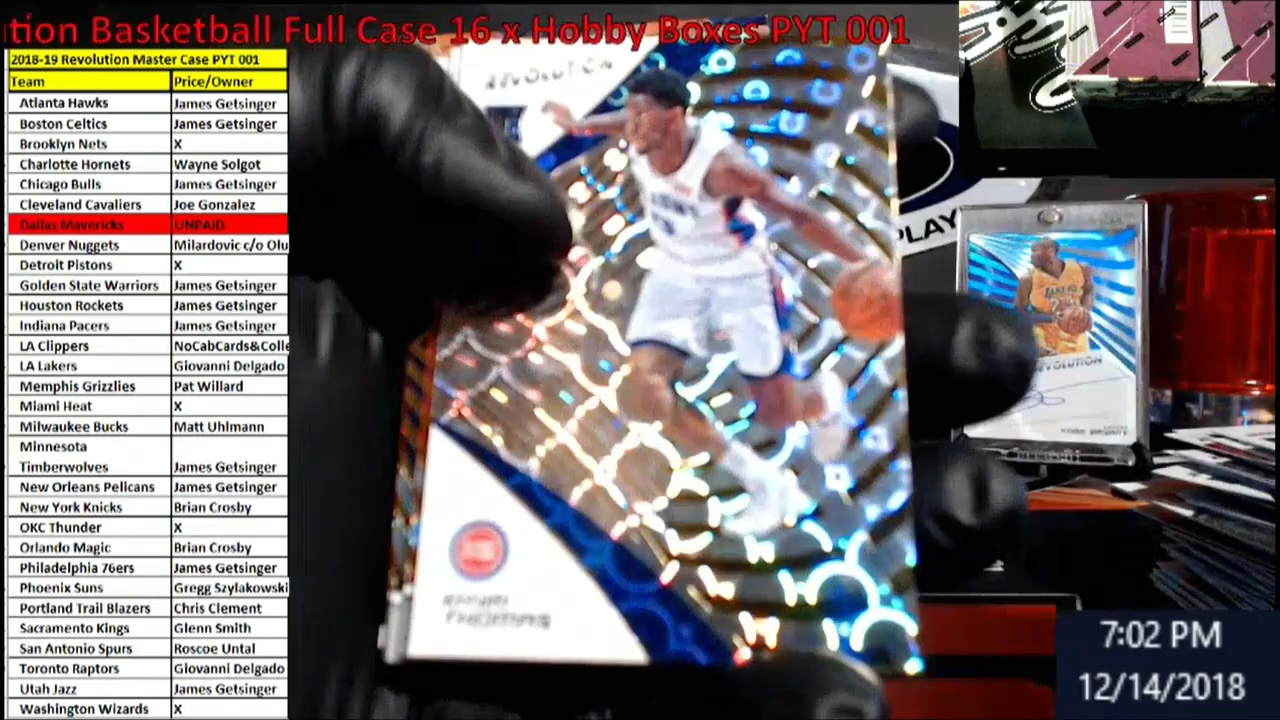 tion Basketball Full Case 16 x Hobby Boxes PYT 001
2018-19 Revolution Master Case PYT 001
Team Price/Owner
Atlanta Hawks James Getsinger
Boston Celtics James Getsinger
Brooklyn Nets X
Charlotte Hornets Wayne Solgot
Chicago Bulls James Getsinger
Cleveland Cavaliers Joe Gonzalez
Dallas Mavericks UNPAID
Denver Nuggets Milardovic c/o Olu
Detroit Pistons X
Golden State Warriors James Getsinger
Houston Rockets James Getsinger
Indiana Pacers James Getsinger
LA Clippers NoCabCards&Colle
LA Lakers Giovanni Delgado
Memphis Grizzlies Pat Willard
Miami Heat X
Milwaukee Bucks Matt Uhlmann
Minnesota
Timberwolves James Getsinger
New Orleans Pelicans James Getsinger
New York Knicks Brian Crosby
OKC Thunder X
Orlando Magic Brian Crosby
Philadelphia 76ers James Getsinger
Phoenix Suns Gregg Szylakowski
Portland Trail Blazers Chris Clement
Sacramento Kings Glenn Smith
San Antonio Spurs Roscoe Untal
Toronto Raptors Giovanni Delgado
Utah Jazz James Getsinger
Washington Wizards X
REVOLUTION
THOMAS
PLAY
LAKERS
REVOLUTION
7:02 PM
12/14/2018